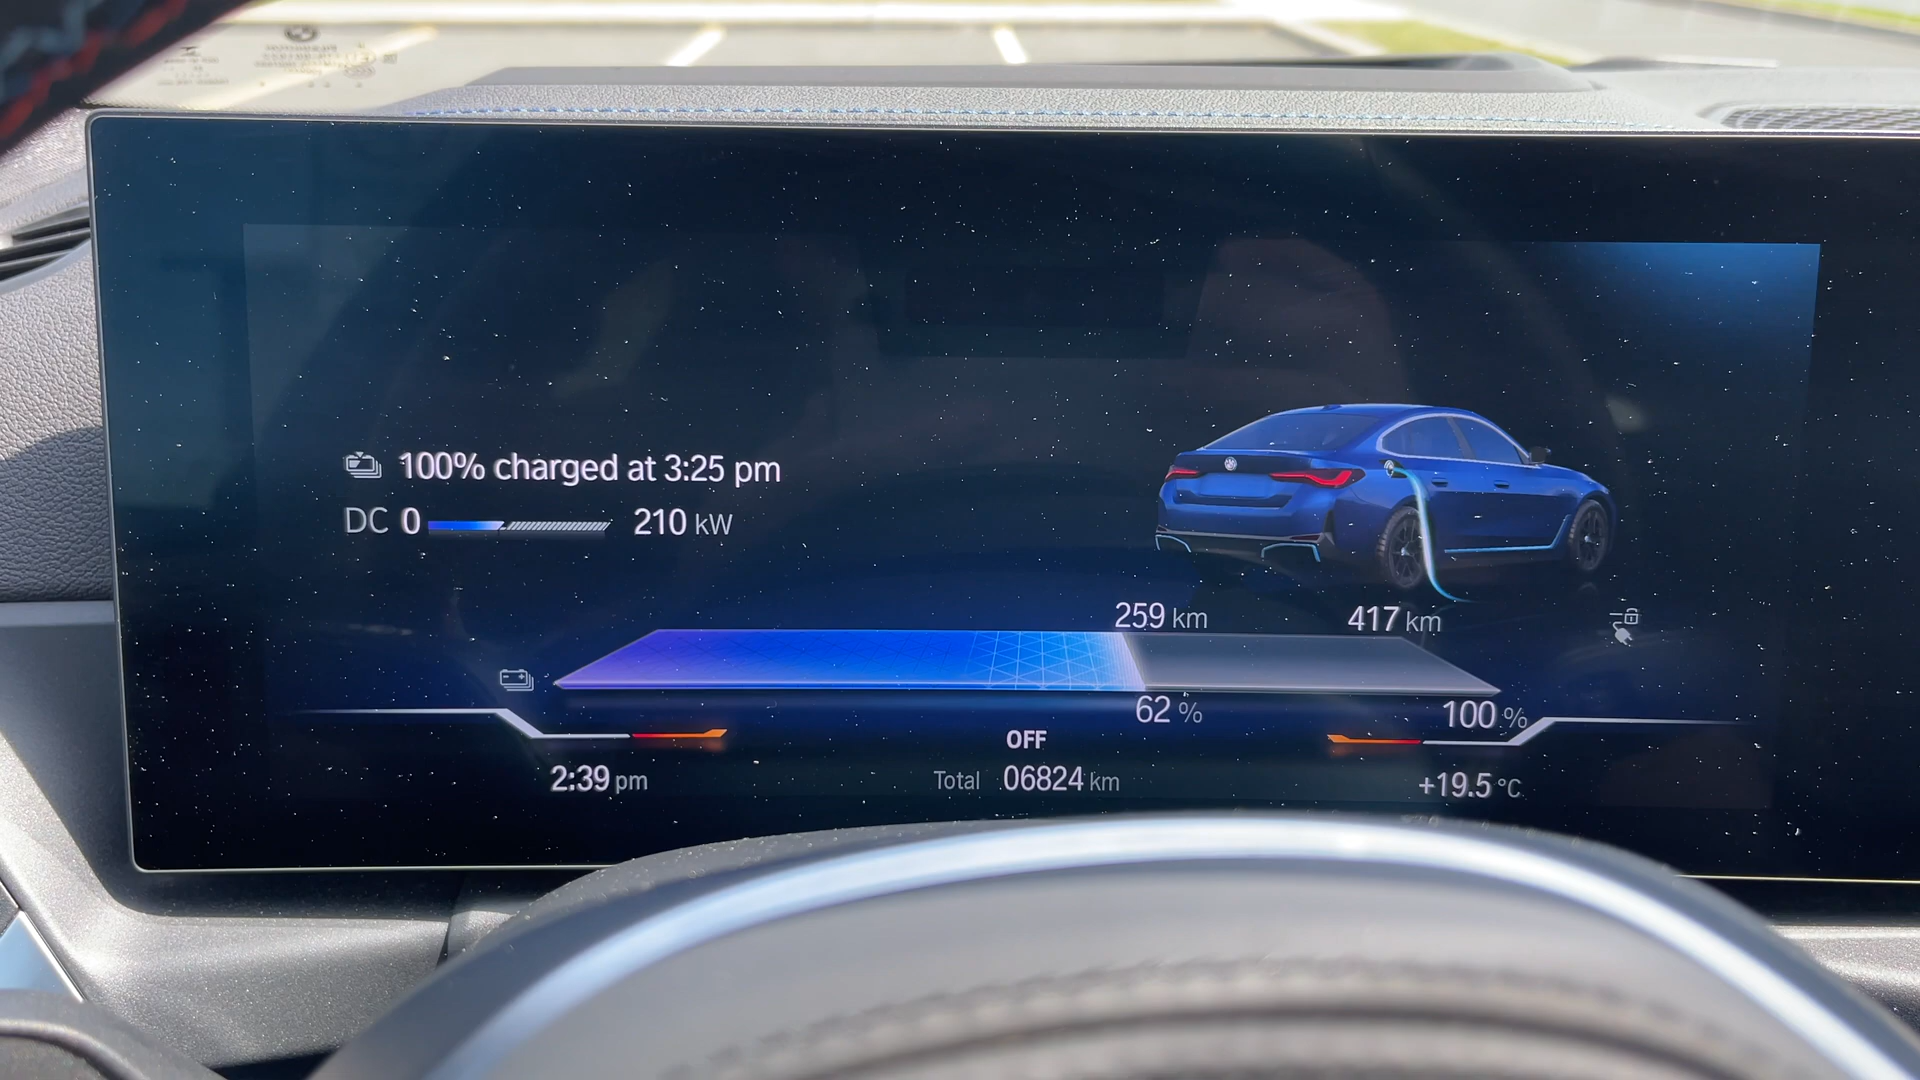 100% charged at 3:25 pm
DC 0 210 kW
259 km 417 km
62 % 100 %
OFF
2:39 pm Total 06824 km +19.5 °C